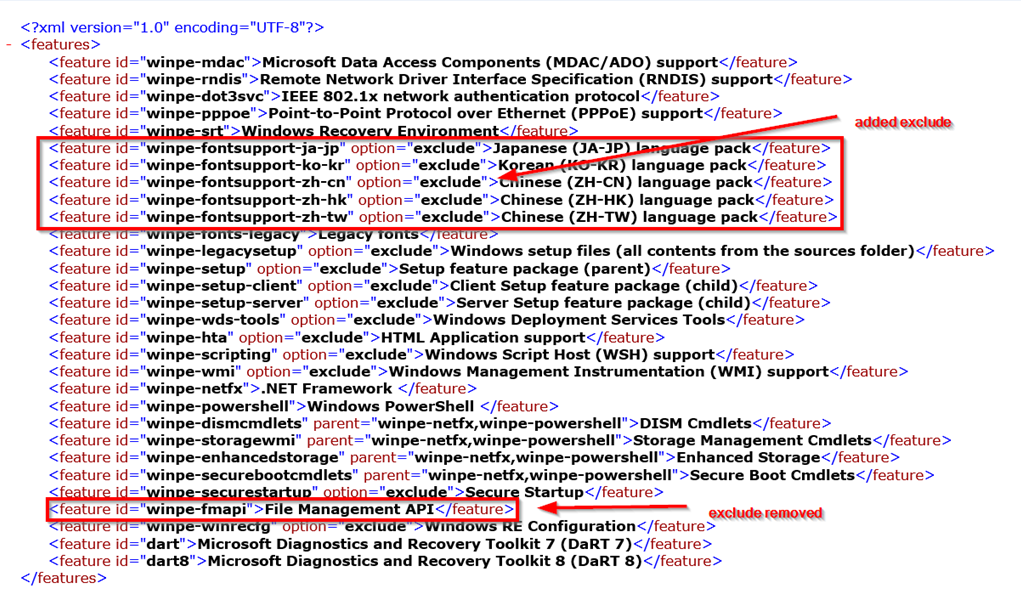 <?xml version="1.0" encoding="UTF-8"?>
- <features>
<feature id="winpe-mdac">Microsoft Data Access Components (MDAC/ADO) support</feature>
<feature id="winpe-rndis">Remote Network Driver Interface Specification (RNDIS) support</feature>
<feature id="winpe-dot3svc">IEEE 802.1x network authentication protocol</feature>
<feature id="winpe-pppoe">Point-to-Point Protocol over Ethernet (PPPoE) support</feature>
added exclude
<feature id="winpe-srt">Windows Recovery Environment</feature>
<feature id="winpe-fontsupport-ja-jp" option="exclude">Japanese (JA-JP) language pack</feature>
<feature id="winpe-fontsupport-ko-kr" option="exclude">Korean (KO-KR) language pack</feature>
<feature id="winpe-fontsupport-zh-cn" option="exclude">Chinese (ZH-CN) language pack</feature>
<feature id="winpe-fontsupport-zh-hk" option="exclude">Chinese (ZH-HK) language pack</feature>
<feature id="winpe-fontsupport-zh-tw" option="exclude">Chinese (ZH-TW) language pack</feature>
<feature id="winpe-fonts-legacy">Legacy fonts</feature>
<feature id="winpe-legacysetup" option="exclude">Windows setup files (all contents from the sources folder)</feature>
<feature id="winpe-setup" option="exclude">Setup feature package (parent)</feature>
<feature id="winpe-setup-client" option="exclude">Client Setup feature package (child)</feature>
<feature id="winpe-setup-server" option="exclude">Server Setup feature package (child)</feature>
<feature id="winpe-wds-tools" option="exclude">Windows Deployment Services Tools</feature>
<feature id="winpe-hta" option="exclude">HTML Application support</feature>
<feature id="winpe-scripting" option="exclude">Windows Script Host (WSH) support</feature>
<feature id="winpe-wmi" option="exclude">Windows Management Instrumentation (WMI) support</feature>
<feature id="winpe-netfx">.NET Framework </feature>
<feature id="winpe-powershell">Windows PowerShell </feature>
<feature id="winpe-dismcmdlets" parent="winpe-netfx,winpe-powershell">DISM Cmdlets</feature>
<feature id="winpe-storagewmi" parent="winpe-netfx,winpe-powershell">Storage Management Cmdlets</feature>
<feature id="winpe-enhancedstorage" parent="winpe-netfx,winpe-powershell">Enhanced Storage</feature>
<feature id="winpe-securebootcmdlets" parent="winpe-netfx,winpe-powershell">Secure Boot Cmdlets</feature>
<feature id="winpe-securestartup" option="exclude">Secure Startup</feature>
<feature id="winpe-fmapi">File Management API</feature>
exclude removed
<feature id="winpe-winrecfg" option="exclude">Windows RE Configuration</feature>
<feature id="dart">Microsoft Diagnostics and Recovery Toolkit 7 (DaRT 7)</feature>
<feature id="dart8">Microsoft Diagnostics and Recovery Toolkit 8 (DaRT 8)</feature>
</features>